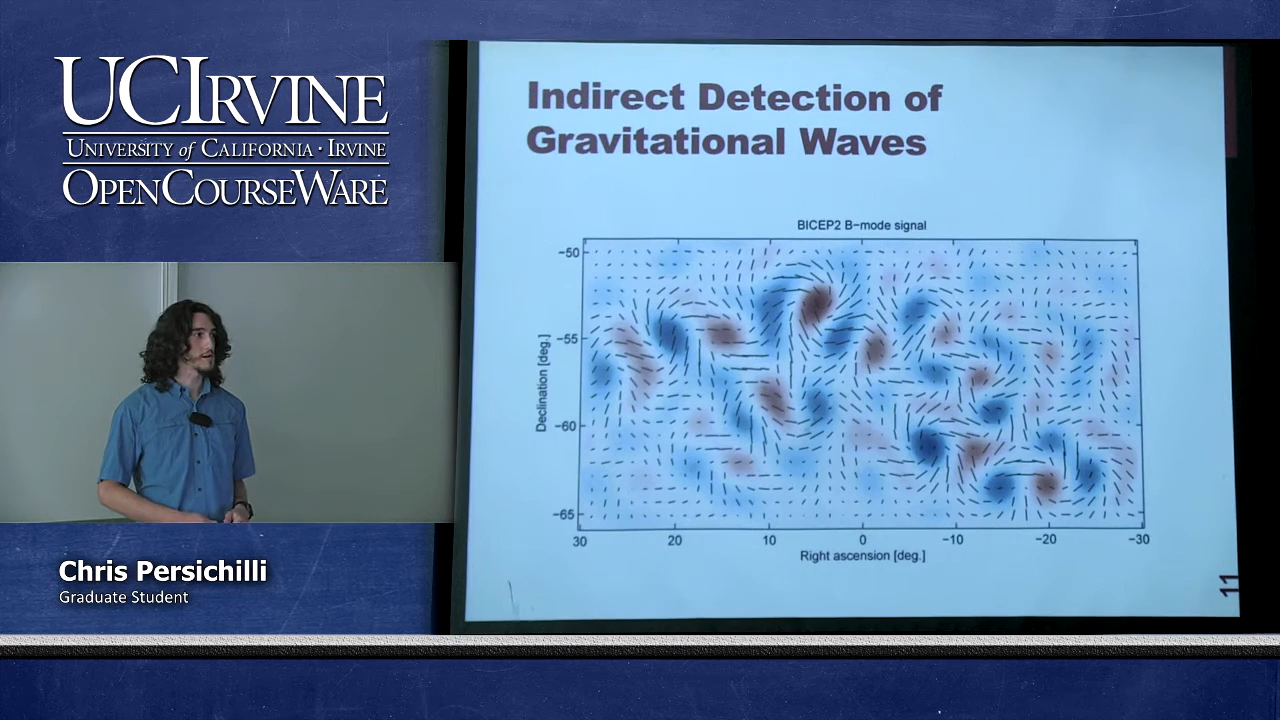 UCIRVINE
UNIVERSITY of CALIFORNIA · IRVINE
OPENCOURSEWARE
Chris Persichilli
Graduate Student
Indirect Detection of
Gravitational Waves
BICEP2 B−mode signal
−50
−55
−60
−65
Declination [deg.]
30 20 10 0 −10 −20 −30
Right ascension [deg.]
11